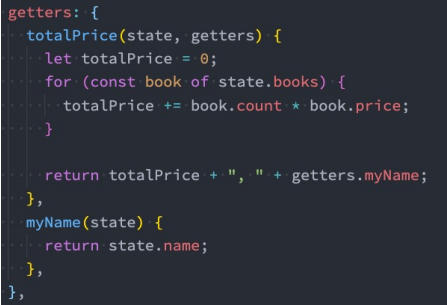 getters: {
  totalPrice(state, getters) {
    let totalPrice = 0;
    for (const book of state.books) {
      totalPrice += book.count * book.price;
    }

    return totalPrice + ", " + getters.myName;
  },
  myName(state) {
    return state.name;
  },
},